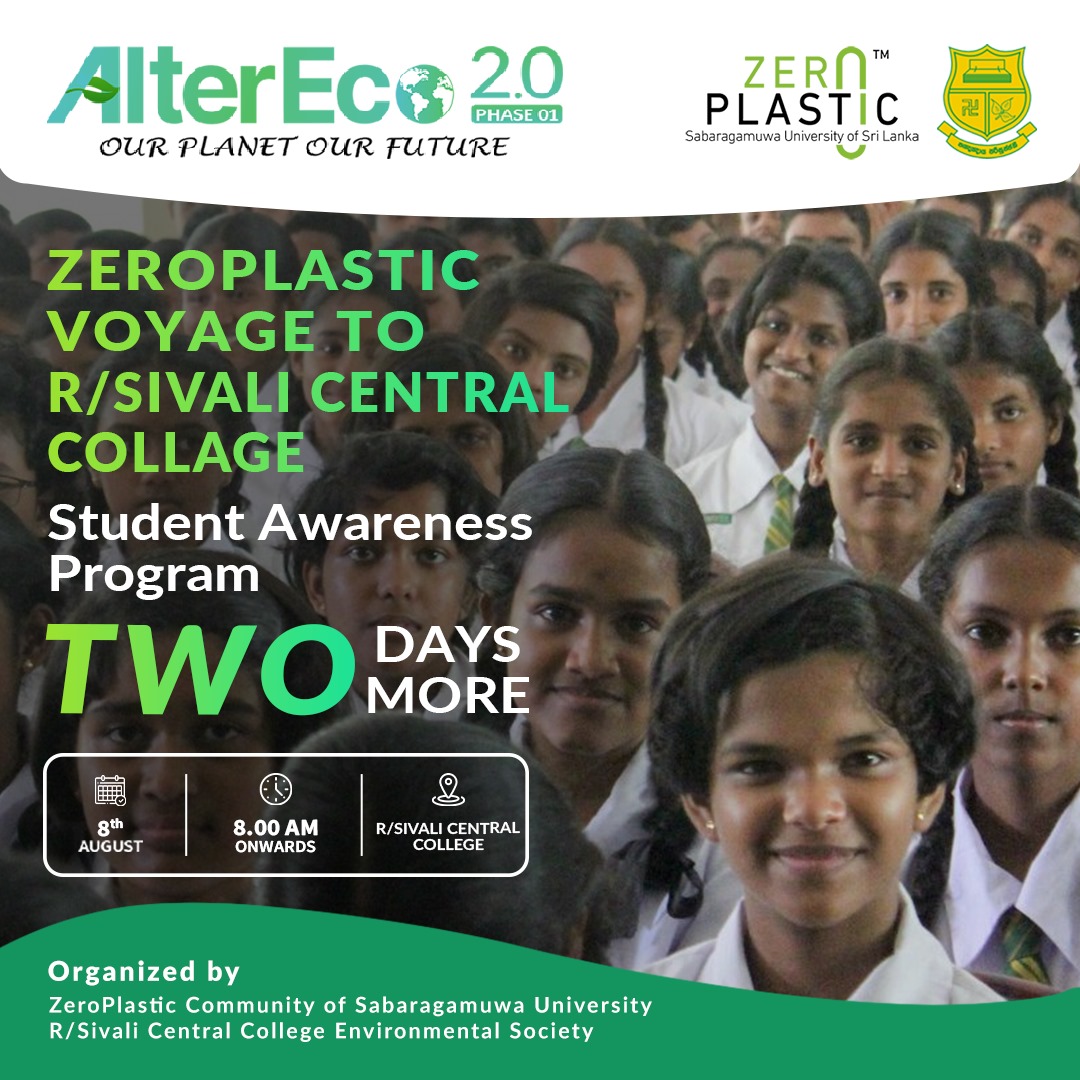 AlterEco 2.0
PHASE 01
OUR PLANET OUR FUTURE
ZERO™
PLASTIC
Sabaragamuwa University of Sri Lanka
ZEROPLASTIC
VOYAGE TO
R/SIVALI CENTRAL
COLLAGE
Student Awareness
Program
TWO DAYS
MORE
8th
AUGUST
8.00 AM
ONWARDS
R/SIVALI CENTRAL
COLLEGE
Organized by
ZeroPlastic Community of Sabaragamuwa University
R/Sivali Central College Environmental Society